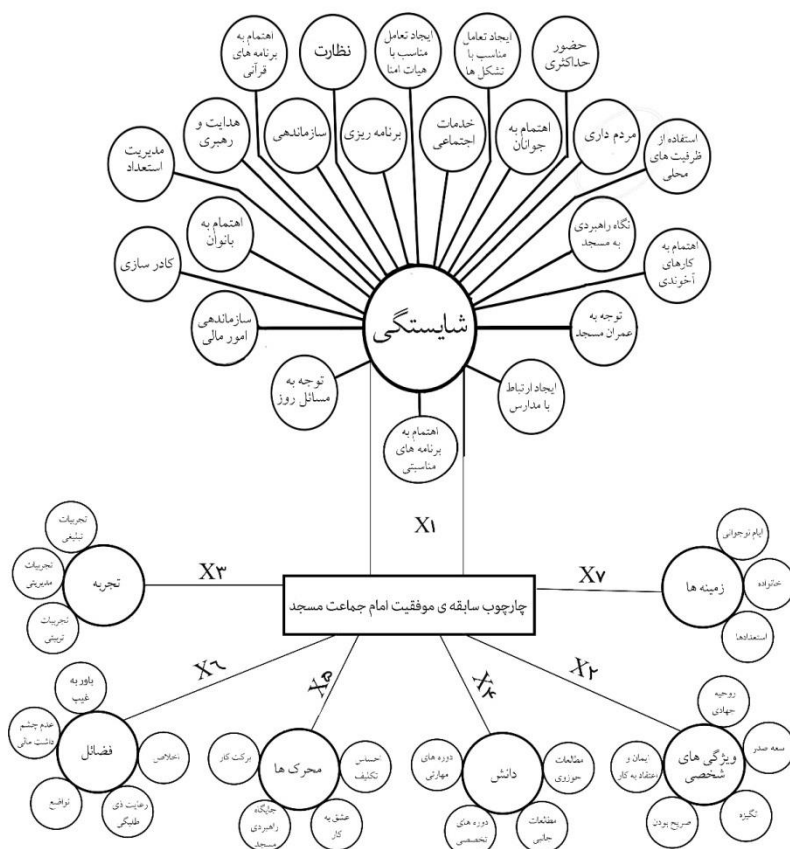 اهتمام به
برنامه های
قرآنی
نظارت
ایجاد تعامل
مناسب با
هیات امنا
ایجاد تعامل
مناسب با
تشکل ها
حضور
حداکثری
مدیریت
استعداد
هدایت و
رهبری
سازماندهی
برنامه ریزی
خدمات
اجتماعی
اهتمام به
جوانان
مردم داری
استفاده از
ظرفیت های
محلی
کادر سازی
اهتمام به
بانوان
نگاه راهبردی
به مسجد
اهتمام به
کارهای
آخوندی
سازماندهی
امور مالی
شایستگی
توجه به
عمران مسجد
توجه به
مسائل روز
اهتمام به
برنامه های
مناسبتی
ایجاد ارتباط
با مدارس
X۱
تجربیات
تبلیغی
تجربیات
مدیریتی
تجربیات
تربیتی
تجربه
X۳
چارچوب سابقه ی موفقیت امام جماعت مسجد
X۷
زمینه ها
ایام نوجوانی
خانواده
استعدادها
X۶
X۵
X۴
X۲
باور به
غیب
عدم چشم
داشت مالی
فضائل
اخلاص
تواضع
رعایت ذی
طلبگی
برکت کار
محرک ها
احساس
تکلیف
جایگاه
راهبردی
مسجد
عشق به
کار
دوره های
مهارتی
دانش
مطالعات
حوزوی
دوره های
تخصصی
مطالعات
جانبی
روحیه
جهادی
ایمان و
اعتقاد به کار
ویژگی های
شخصی
سعه صدر
صریح بودن
نگیزه